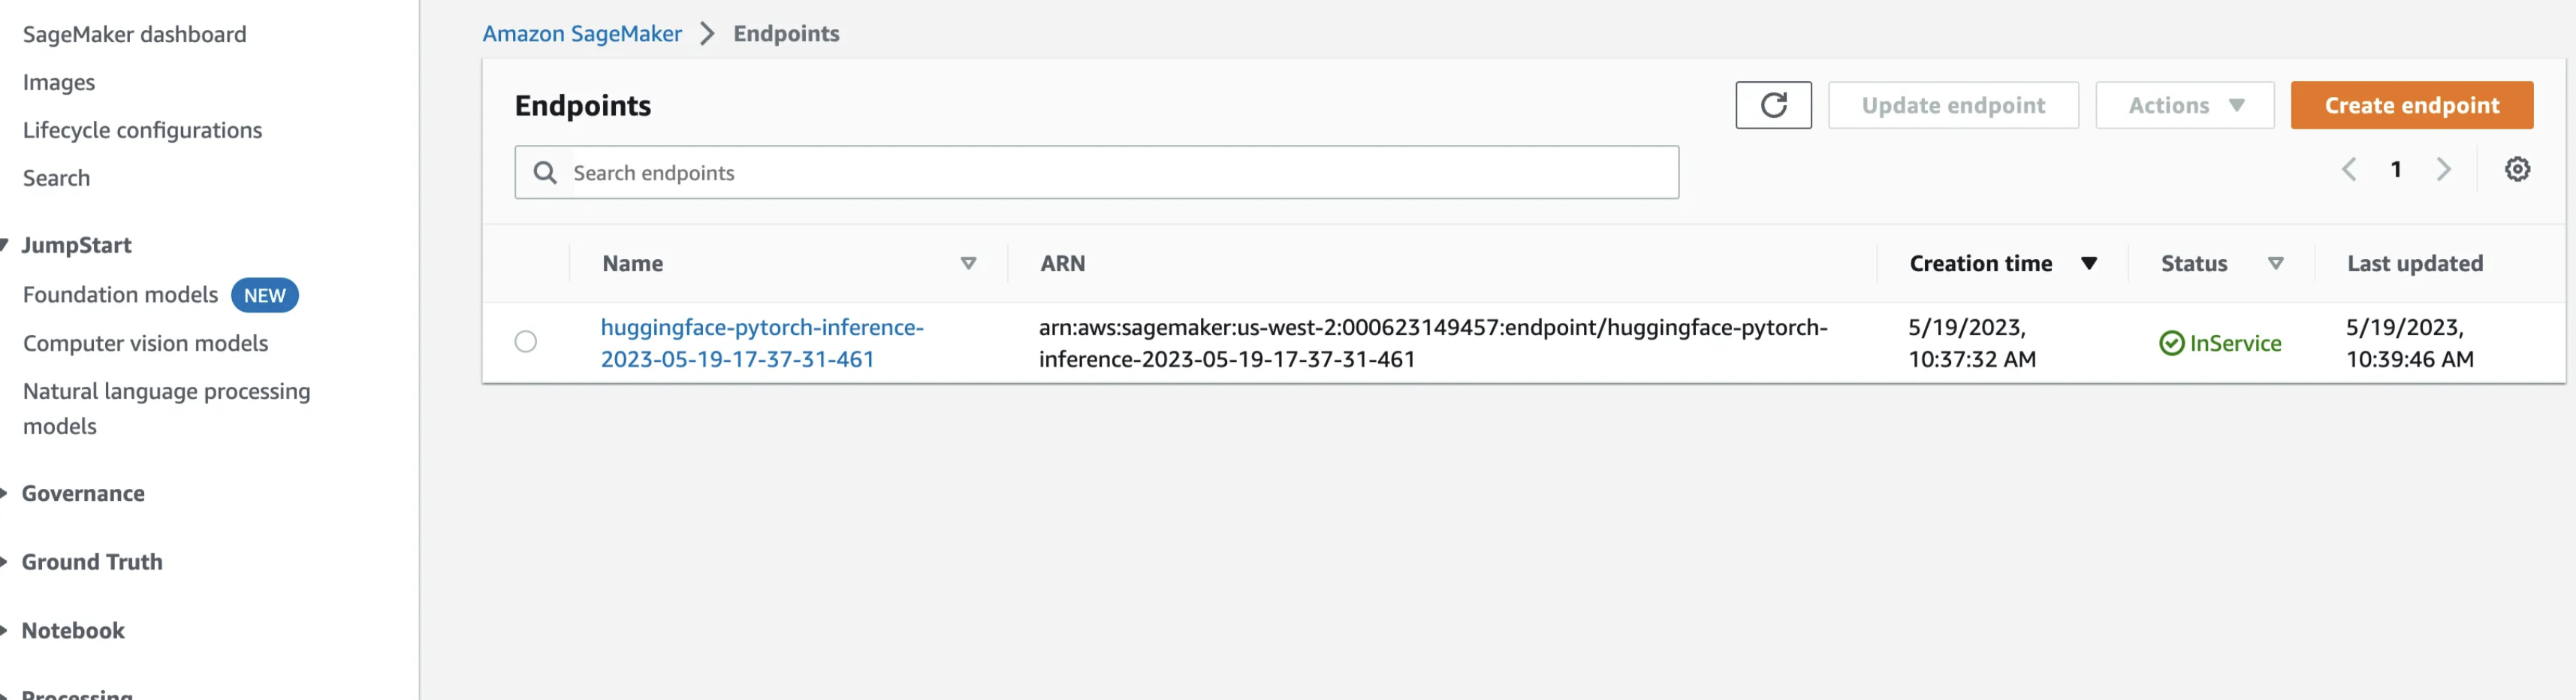 SageMaker dashboard
Images
Lifecycle configurations
Search
JumpStart
Foundation models NEW
Computer vision models
Natural language processing
models
Governance
Ground Truth
Notebook
Processing
Amazon SageMaker > Endpoints
Endpoints
Update endpoint
Actions
Create endpoint
Search endpoints
1
Name ARN Creation time Status Last updated
huggingface-pytorch-inference-
2023-05-19-17-37-31-461
arn:aws:sagemaker:us-west-2:000623149457:endpoint/huggingface-pytorch-
inference-2023-05-19-17-37-31-461
5/19/2023,
10:37:32 AM
InService
5/19/2023,
10:39:46 AM